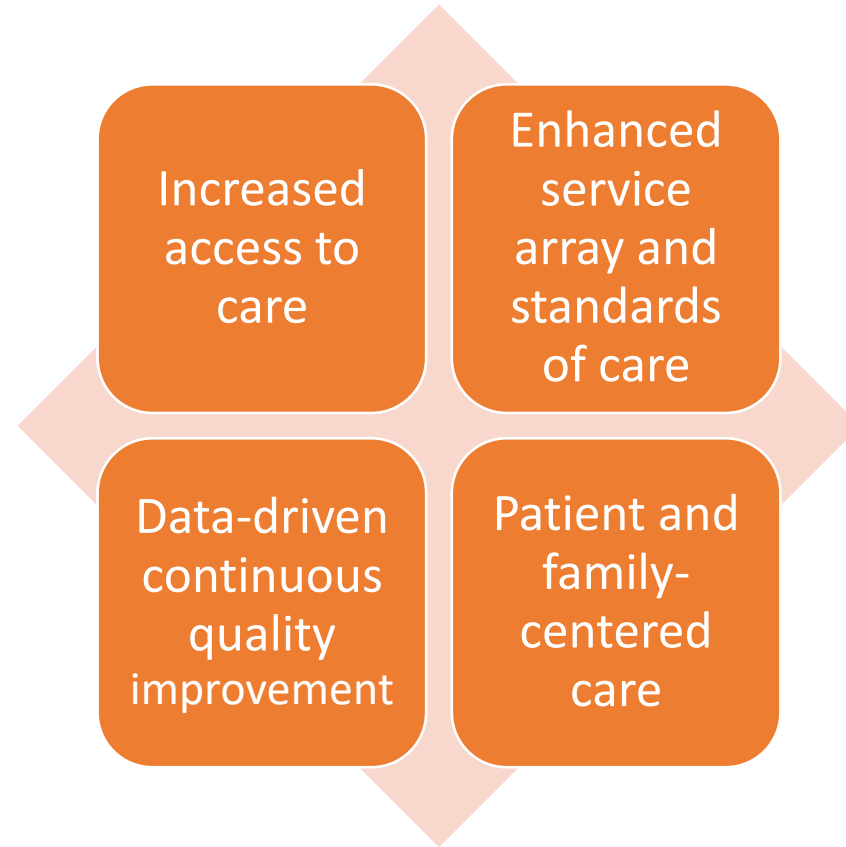 Increased
access to
care
Enhanced
service
array and
standards
of care
Data-driven
continuous
quality
improvement
Patient and
family-
centered
care